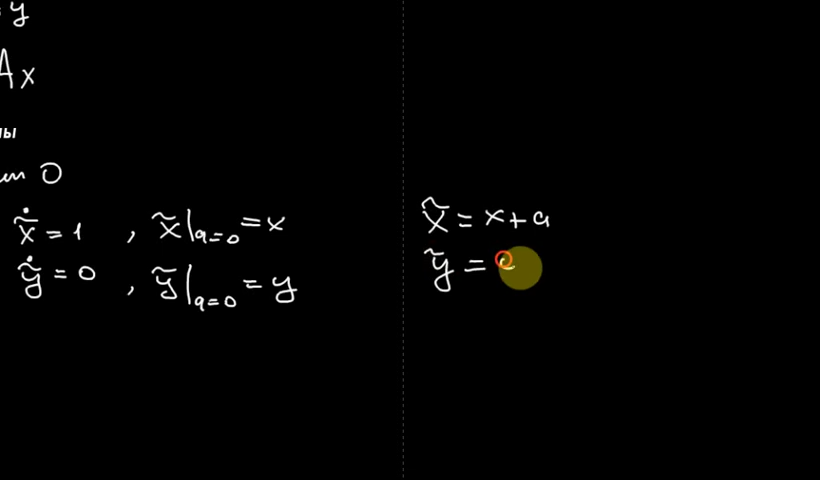 y
Ax
ы
0
x̃̇ = 1 , x̃|a=0 = x
ỹ̇ = 0 , ỹ|a=0 = y
x̃ = x + a
ỹ =